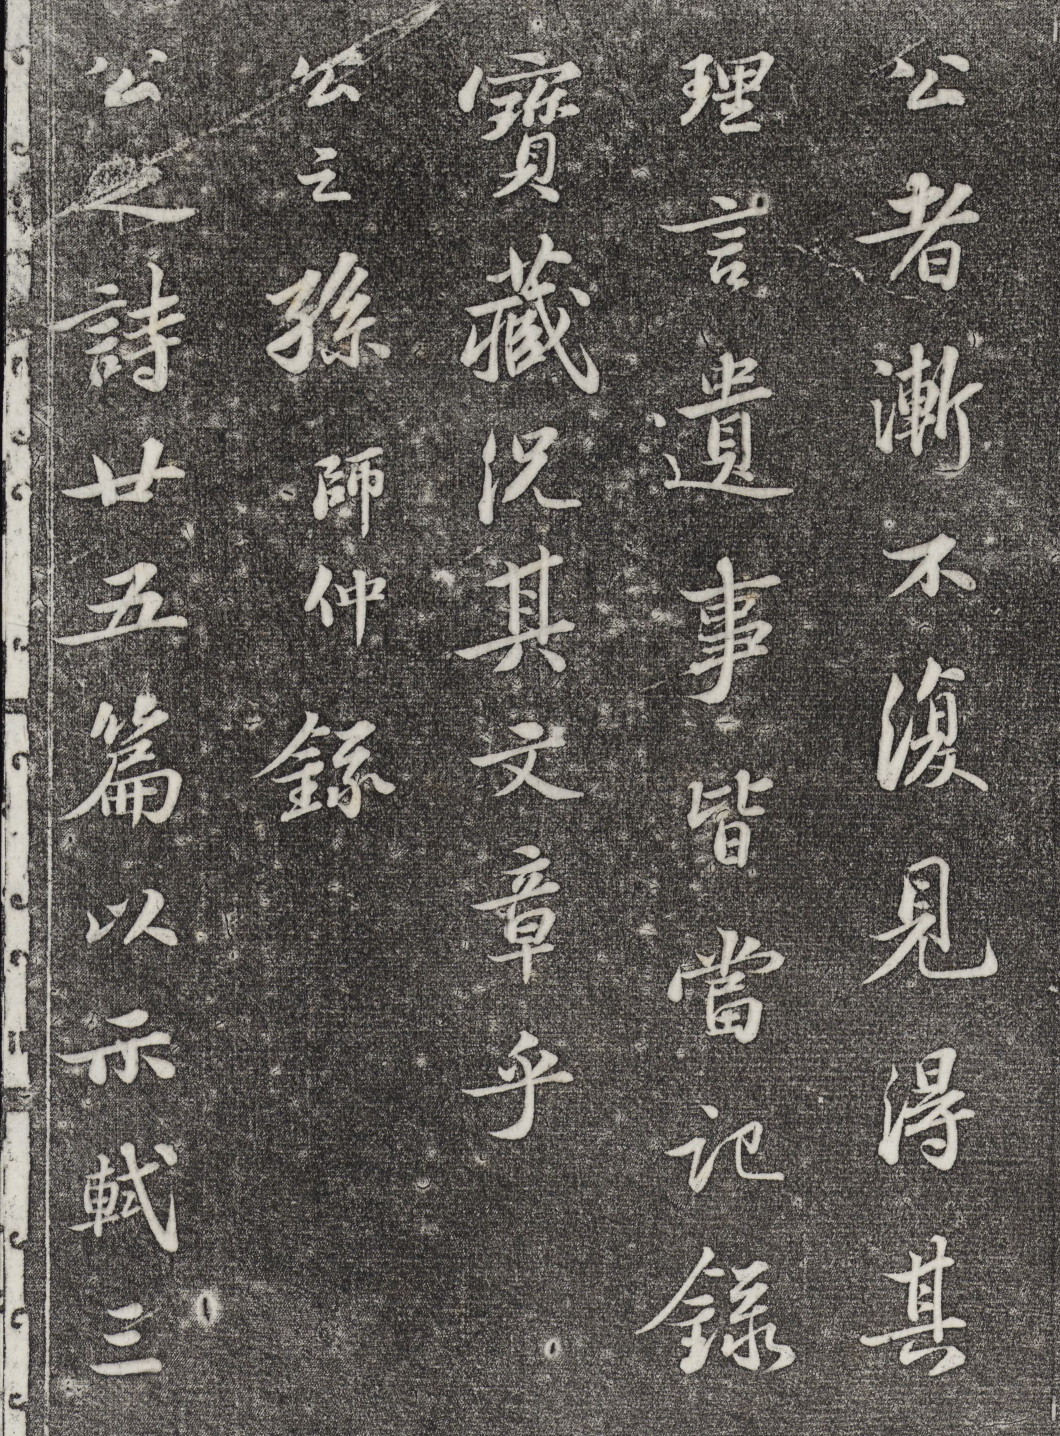 公者漸不復見得其
理言遺事皆當記錄
寶藏況其文章乎
公之孫師仲錄
公之詩廿五篇以示軾三